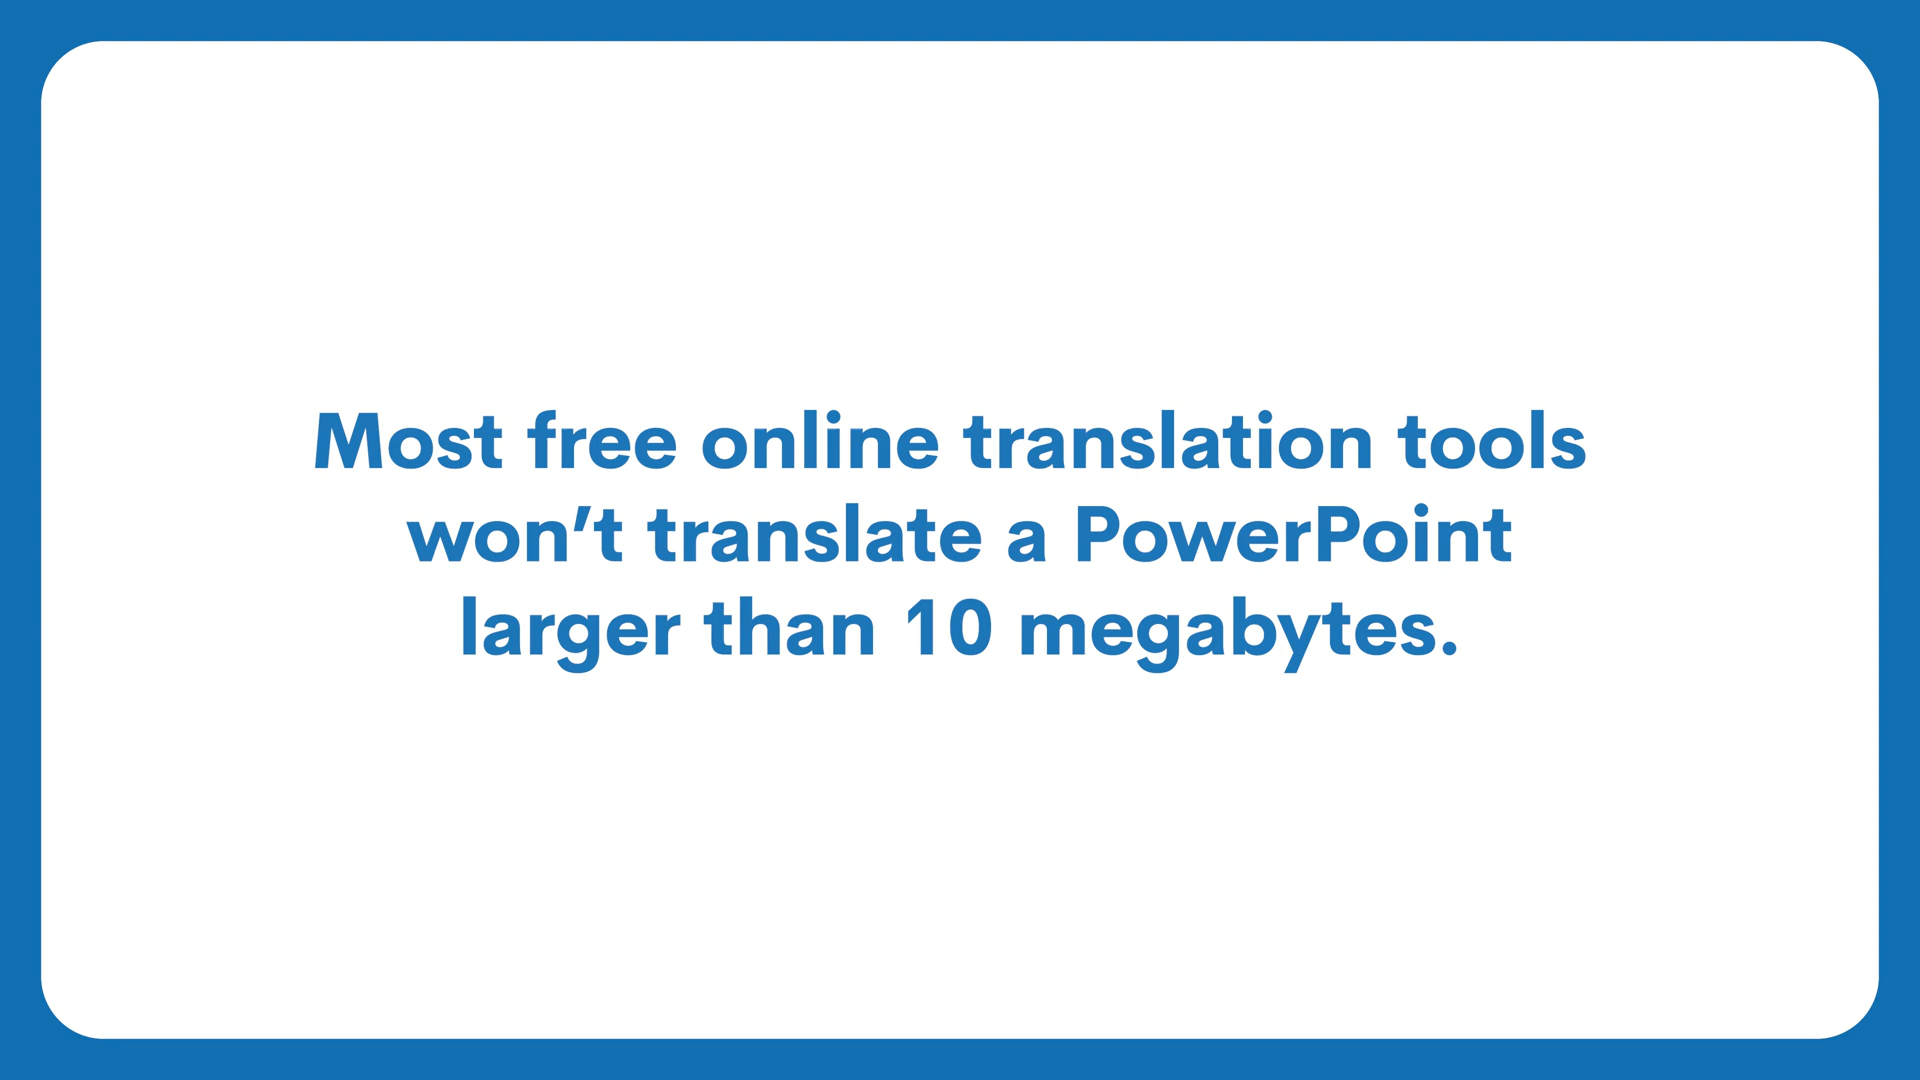 Most free online translation tools
won’t translate a PowerPoint
larger than 10 megabytes.